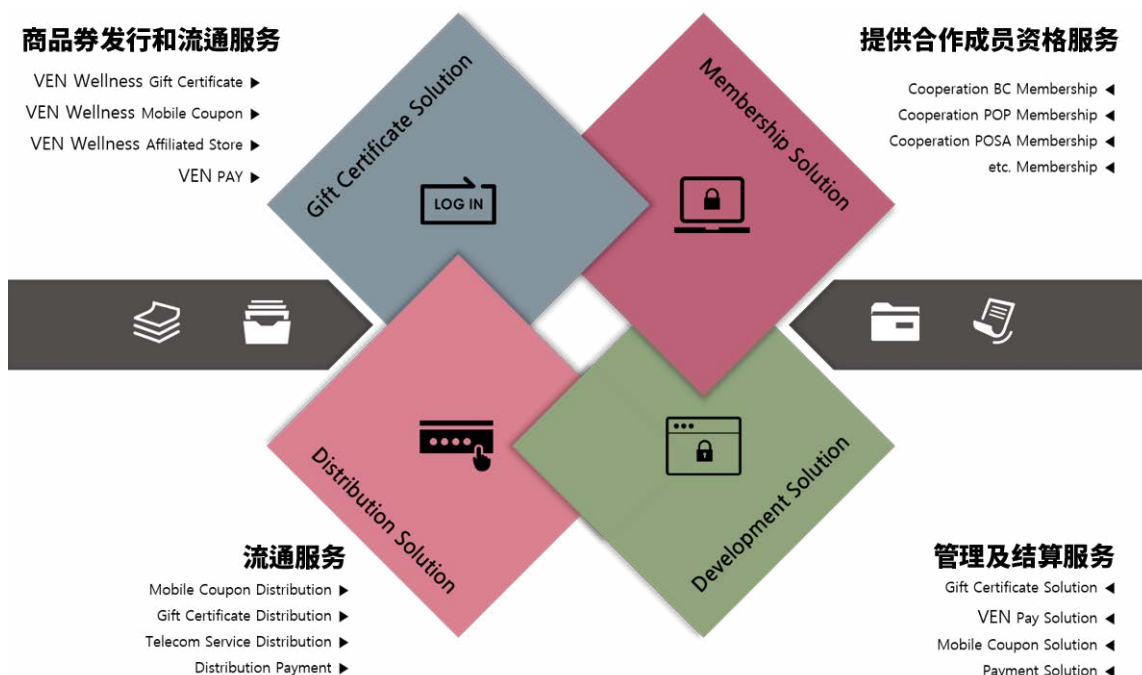 商品券发行和流通服务
VEN Wellness Gift Certificate ▶
VEN Wellness Mobile Coupon ▶
VEN Wellness Affiliated Store ▶
VEN PAY ▶
Gift Certificate Solution
LOG IN
Membership Solution
提供合作成员资格服务
Cooperation BC Membership ◀
Cooperation POP Membership ◀
Cooperation POSA Membership ◀
etc. Membership ◀
Distribution Solution
Development Solution
流通服务
Mobile Coupon Distribution ▶
Gift Certificate Distribution ▶
Telecom Service Distribution ▶
Distribution Payment ▶
管理及结算服务
Gift Certificate Solution ◀
VEN Pay Solution ◀
Mobile Coupon Solution ◀
Payment Solution ◀